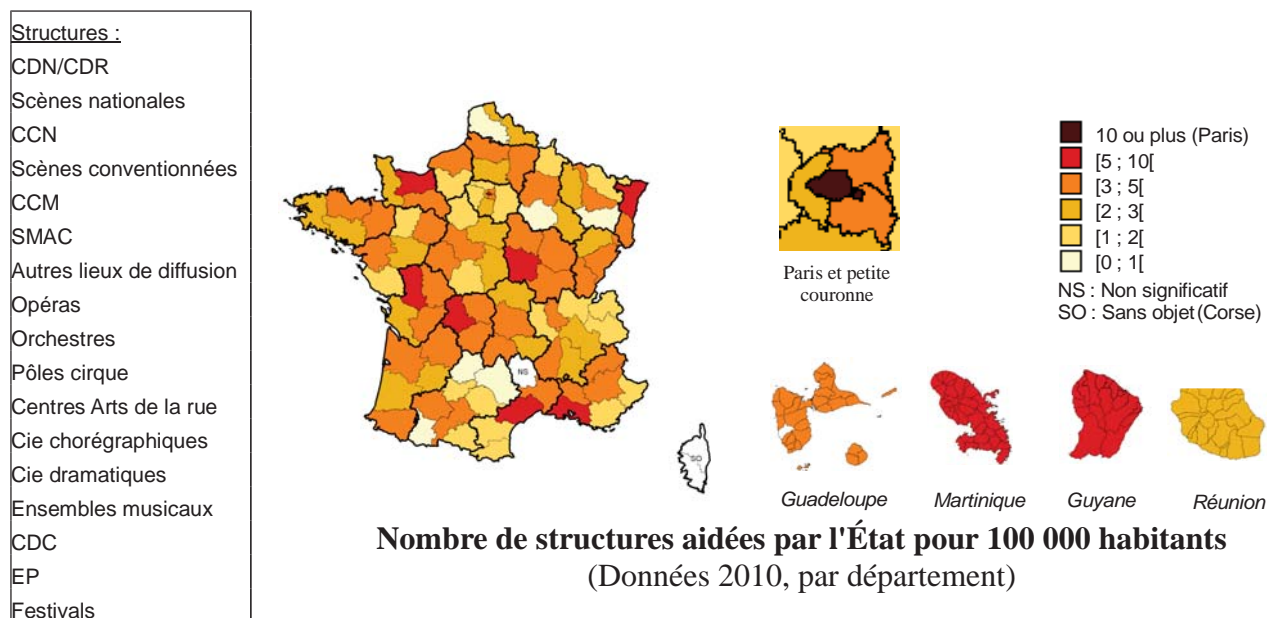 Structures :
CDN/CDR
Scènes nationales
CCN
Scènes conventionnées
CCM
SMAC
Autres lieux de diffusion
Opéras
Orchestres
Pôles cirque
Centres Arts de la rue
Cie chorégraphiques
Cie dramatiques
Ensembles musicaux
CDC
EP
Festivals
NS
SO
Paris et petite
couronne
10 ou plus (Paris)
[5 ; 10[
[3 ; 5[
[2 ; 3[
[1 ; 2[
[0 ; 1[
NS : Non significatif
SO : Sans objet (Corse)
Guadeloupe
Martinique
Guyane
Réunion
Nombre de structures aidées par l'État pour 100 000 habitants
(Données 2010, par département)